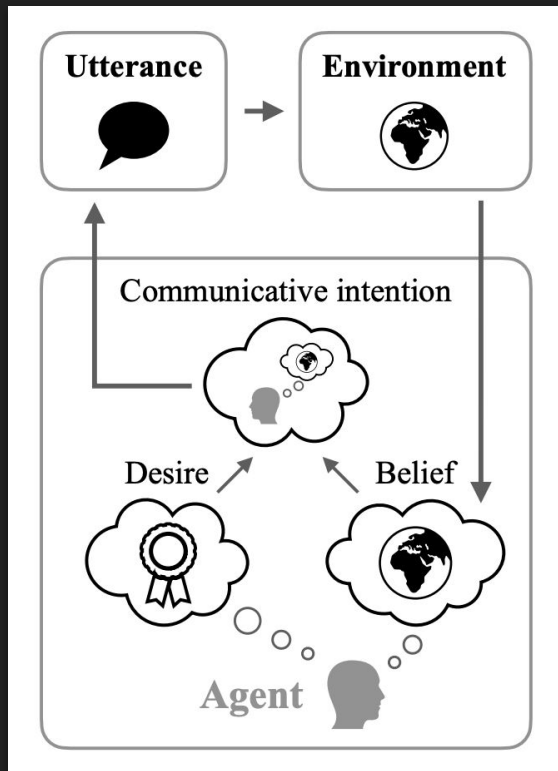 Utterance
Environment
Communicative intention
Desire
Belief
Agent